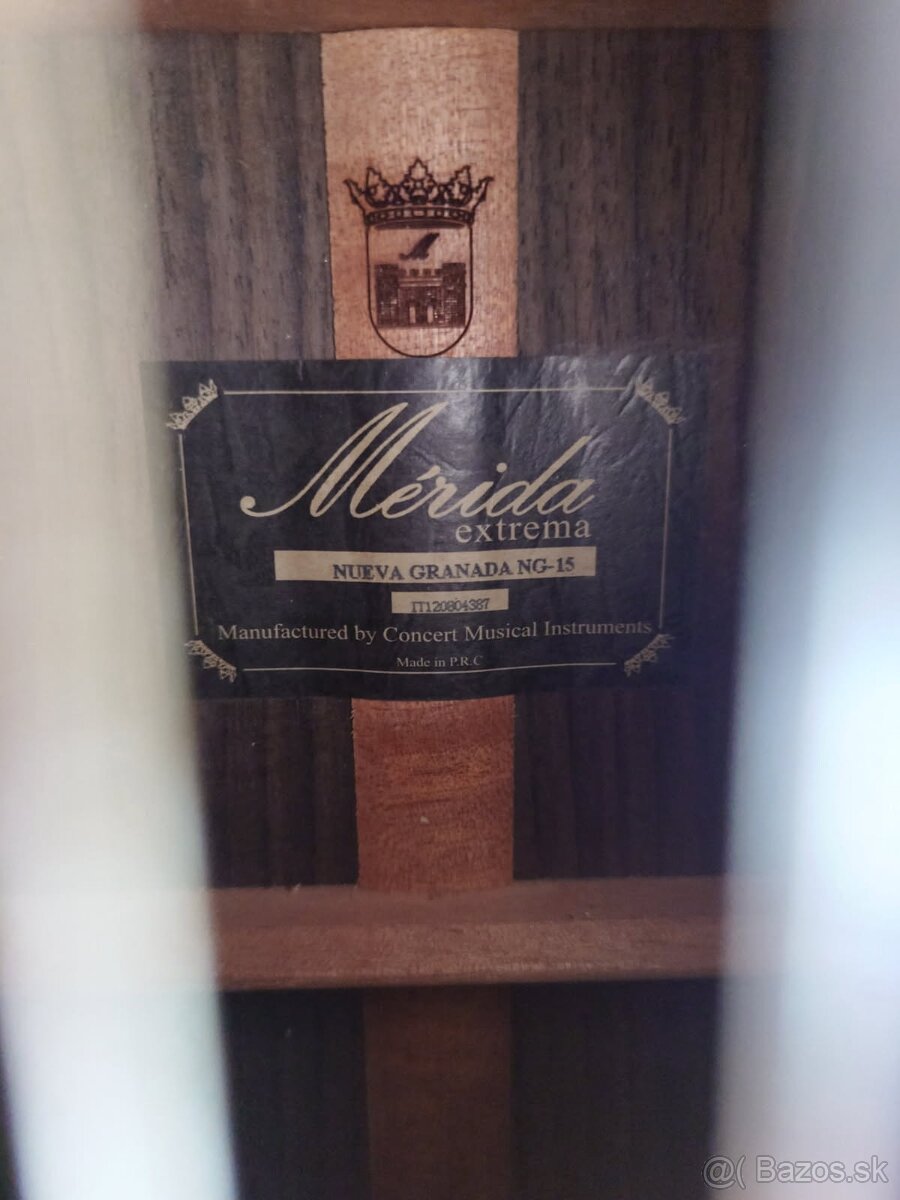 Mérida
extrema
NUEVA GRANADA NG-15
IT120804387
Manufactured by Concert Musical Instruments
Made in P.R.C
@( Bazos.sk